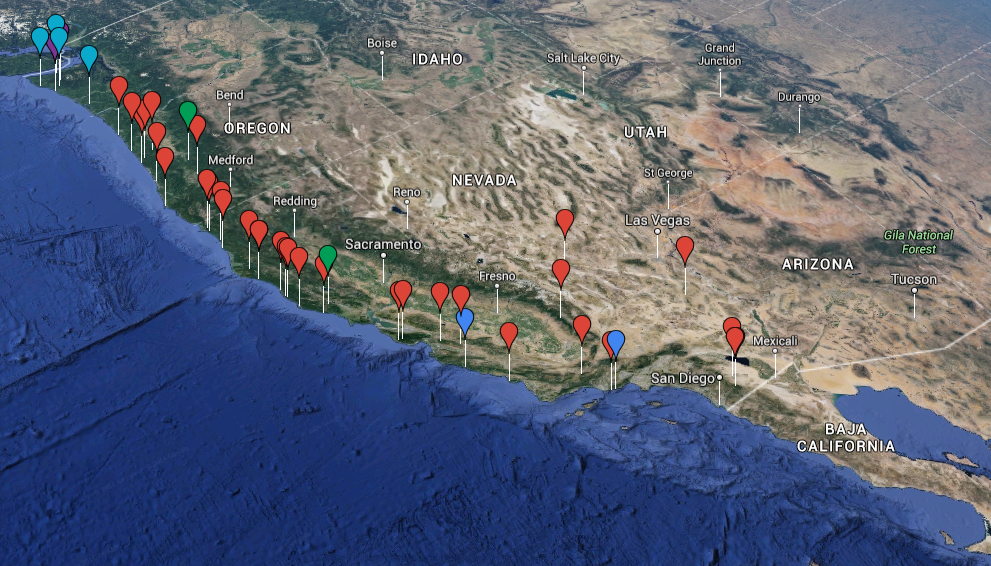 Boise
IDAHO
Salt Lake City
Grand
Junction
Durango
Bend
OREGON
UTAH
Medford
St George
NEVADA
Reno
Redding
Las Vegas
Sacramento
Gila National
Forest
ARIZONA
Fresno
Tucson
Mexicali
San Diego
BAJA
CALIFORNIA